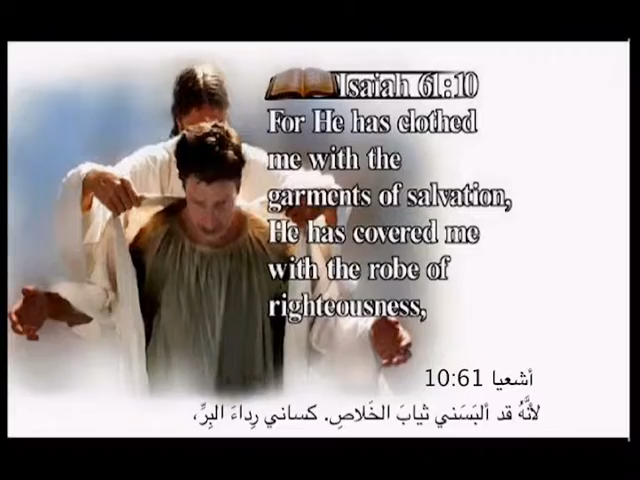 Isaiah 61:10
For He has clothed
me with the
garments of salvation,
He has covered me
with the robe of
righteousness,
أشعيا 10:61
لأنَّهُ قد ألبَسَني ثيابَ الخَلاصِ. كساني رِداءَ البِرِّ،